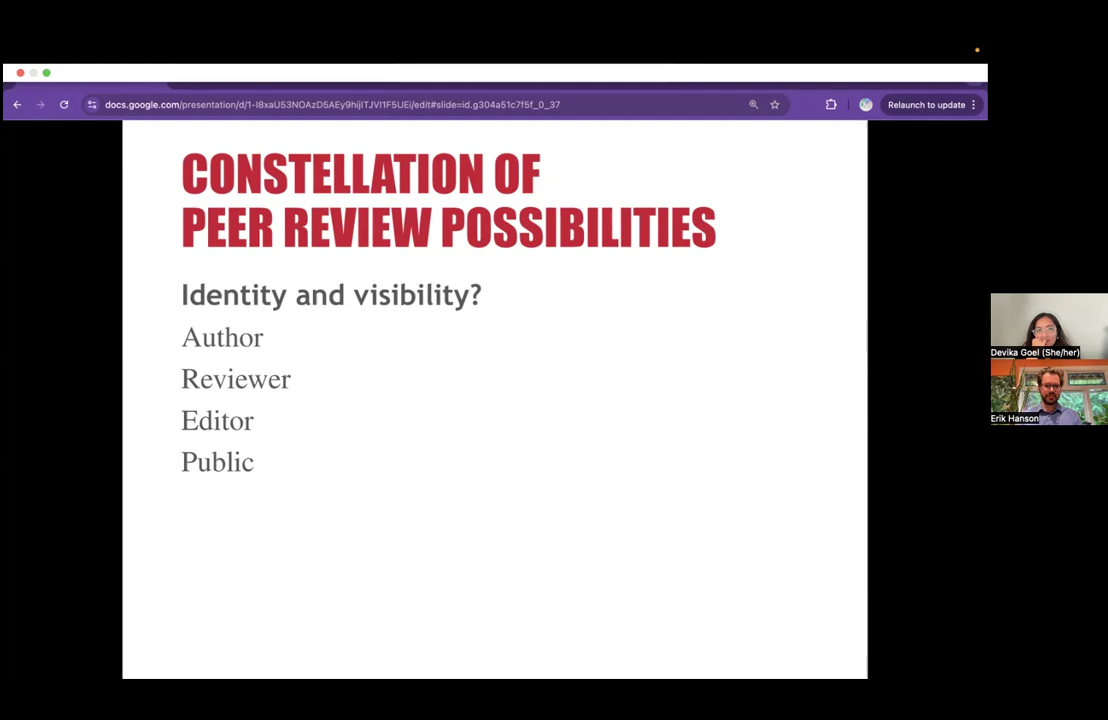 docs.google.com/presentation/d/1-I8xaU53NOAzD5AEy9hijITJVI1F5UEi/edit#slide=id.g304a51c7f5f_0_37
Relaunch to update
CONSTELLATION OF
PEER REVIEW POSSIBILITIES
Identity and visibility?
Author
Reviewer
Editor
Public
Devika Goel (She/her)
Erik Hanson